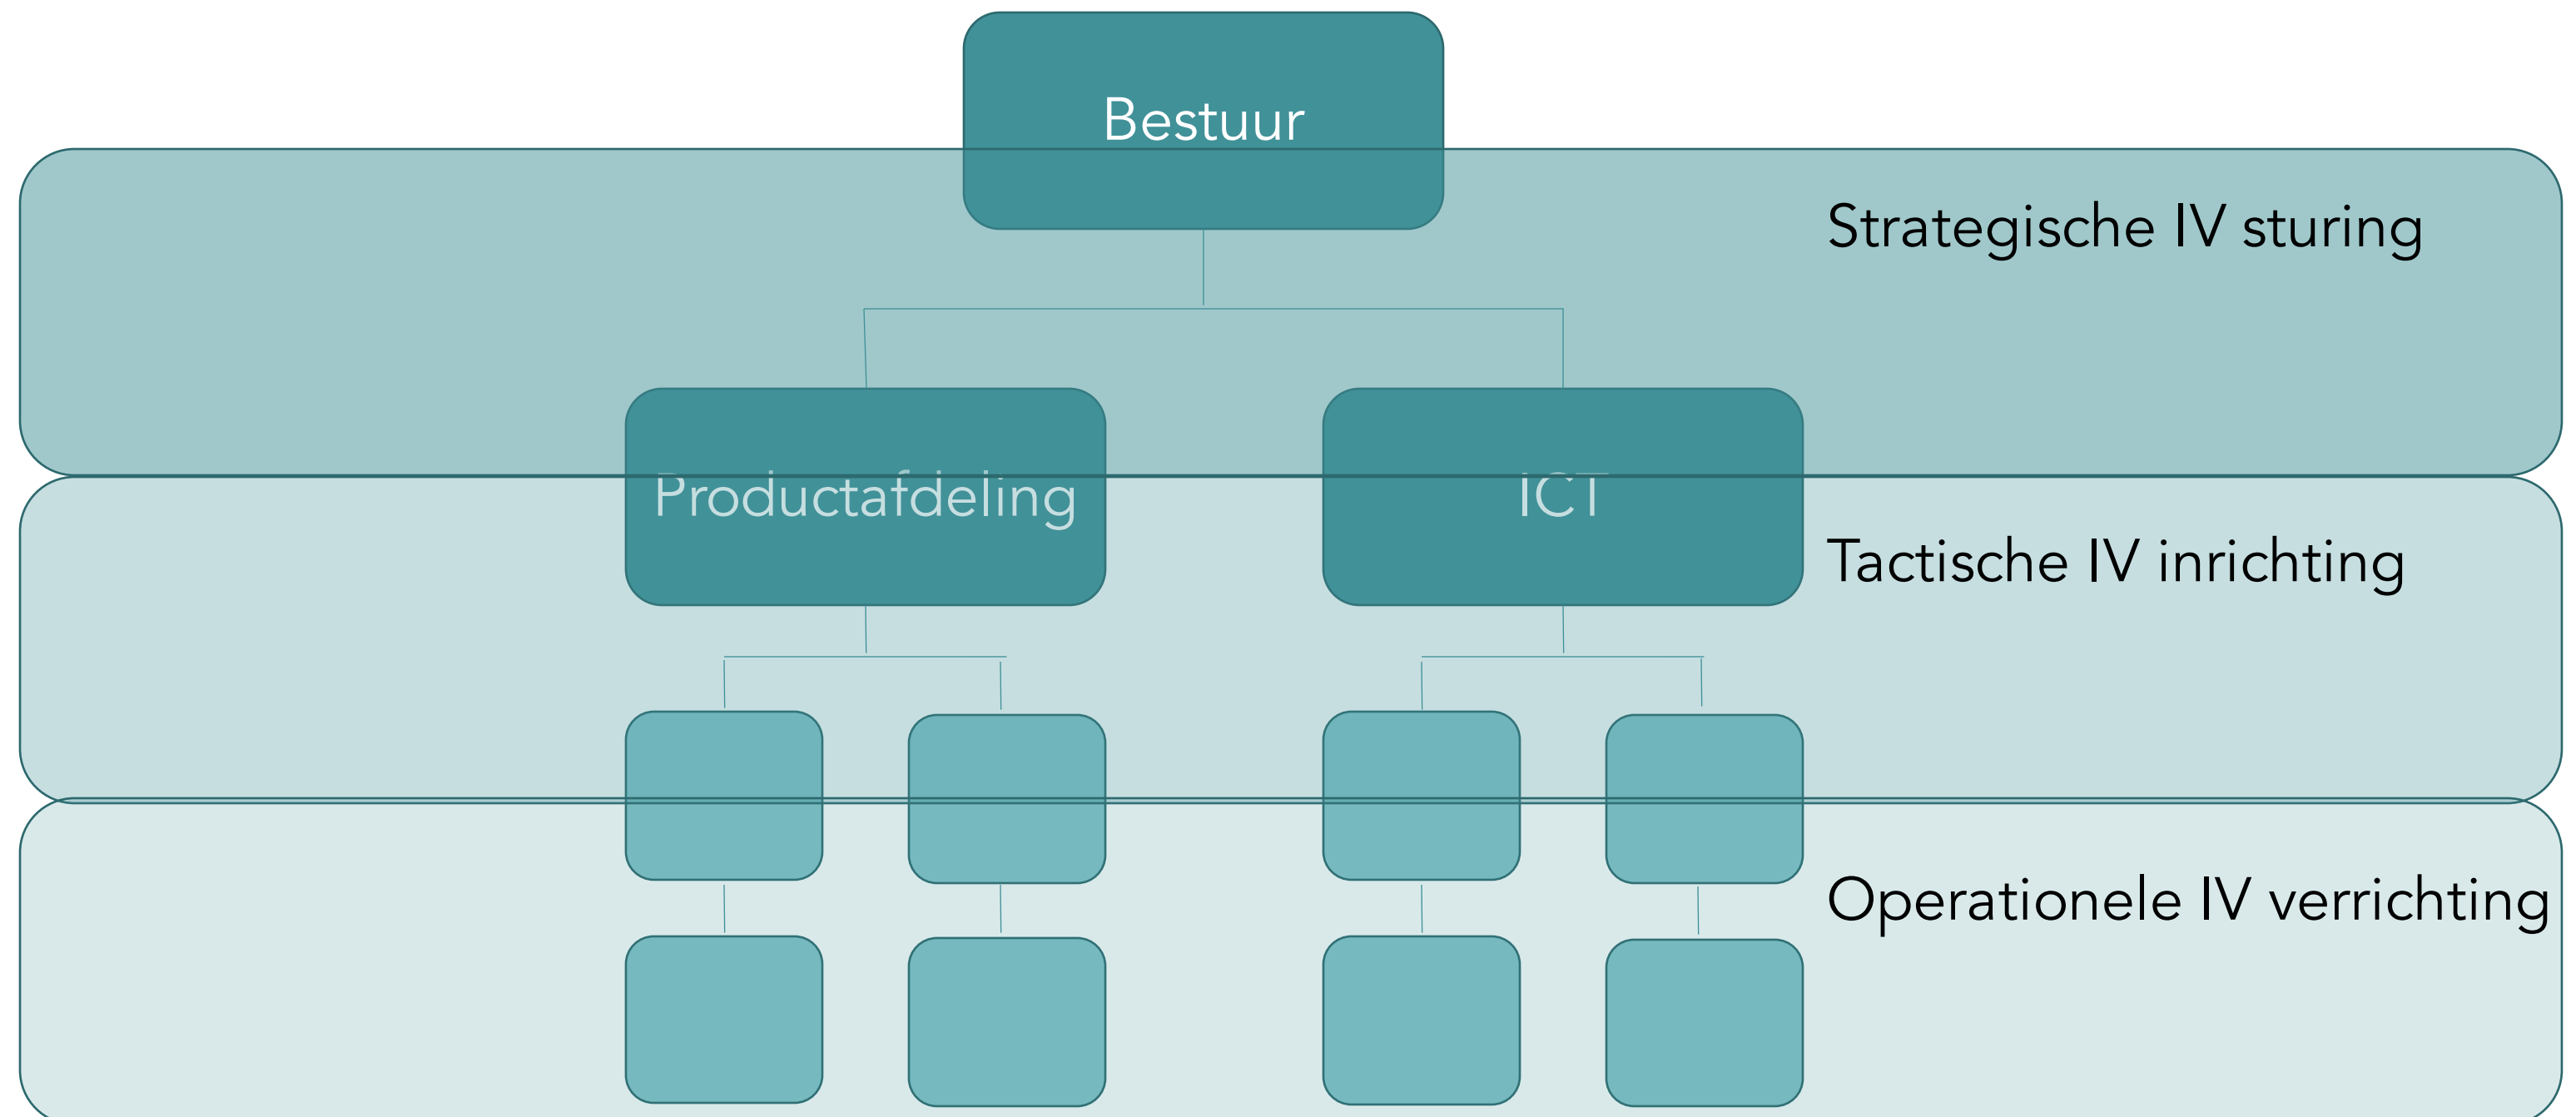 Bestuur
Strategische IV sturing
Productafdeling
ICT
Tactische IV inrichting
Operationele IV verrichting